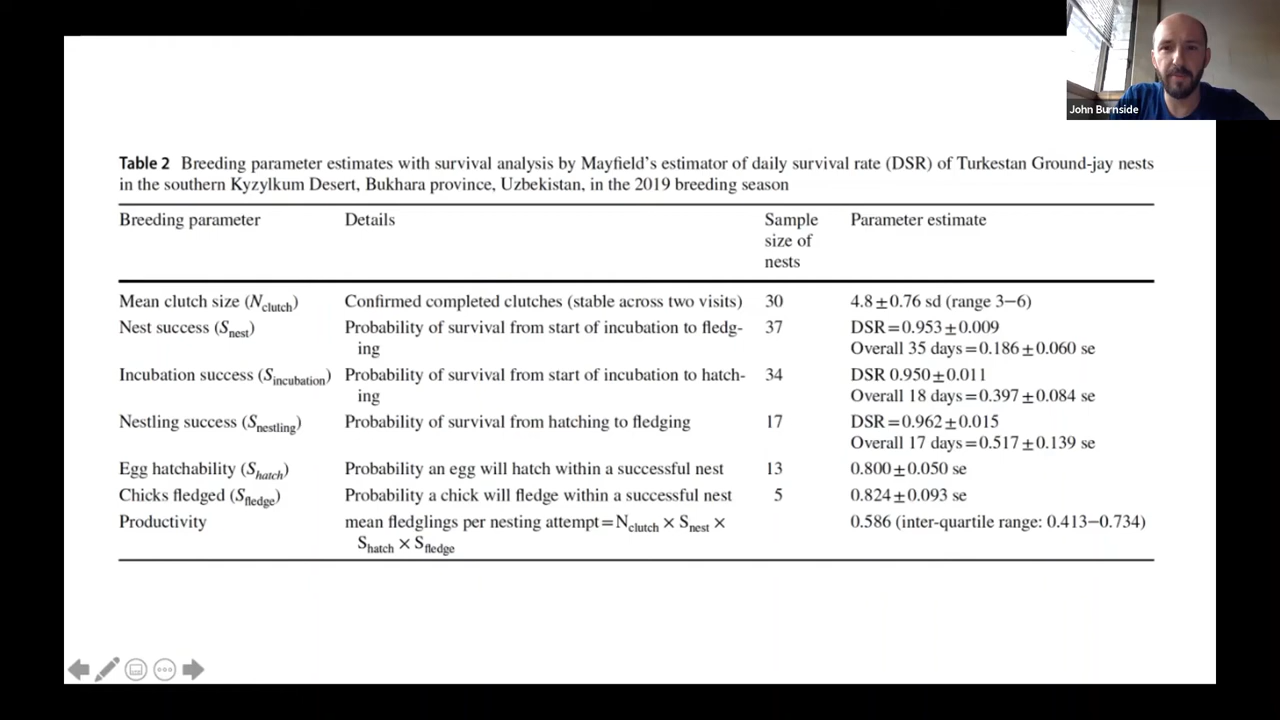 John Burnside
Table 2 Breeding parameter estimates with survival analysis by Mayfield's estimator of daily survival rate (DSR) of Turkestan Ground-jay nests
in the southern Kyzylkum Desert, Bukhara province, Uzbekistan, in the 2019 breeding season
Breeding parameter Details Sample size of nests Parameter estimate
Mean clutch size (Nclutch) Confirmed completed clutches (stable across two visits) 30 4.8±0.76 sd (range 3–6)
Nest success (Snest) Probability of survival from start of incubation to fledg- 37 DSR=0.953±0.009
ing Overall 35 days=0.186±0.060 se
Incubation success (Sincubation) Probability of survival from start of incubation to hatch- 34 DSR 0.950±0.011
ing Overall 18 days=0.397±0.084 se
Nestling success (Snestling) Probability of survival from hatching to fledging 17 DSR=0.962±0.015
Overall 17 days=0.517±0.139 se
Egg hatchability (Shatch) Probability an egg will hatch within a successful nest 13 0.800±0.050 se
Chicks fledged (Sfledge) Probability a chick will fledge within a successful nest 5 0.824±0.093 se
Productivity mean fledglings per nesting attempt=Nclutch × Snest × 0.586 (inter-quartile range: 0.413–0.734)
Shatch × Sfledge